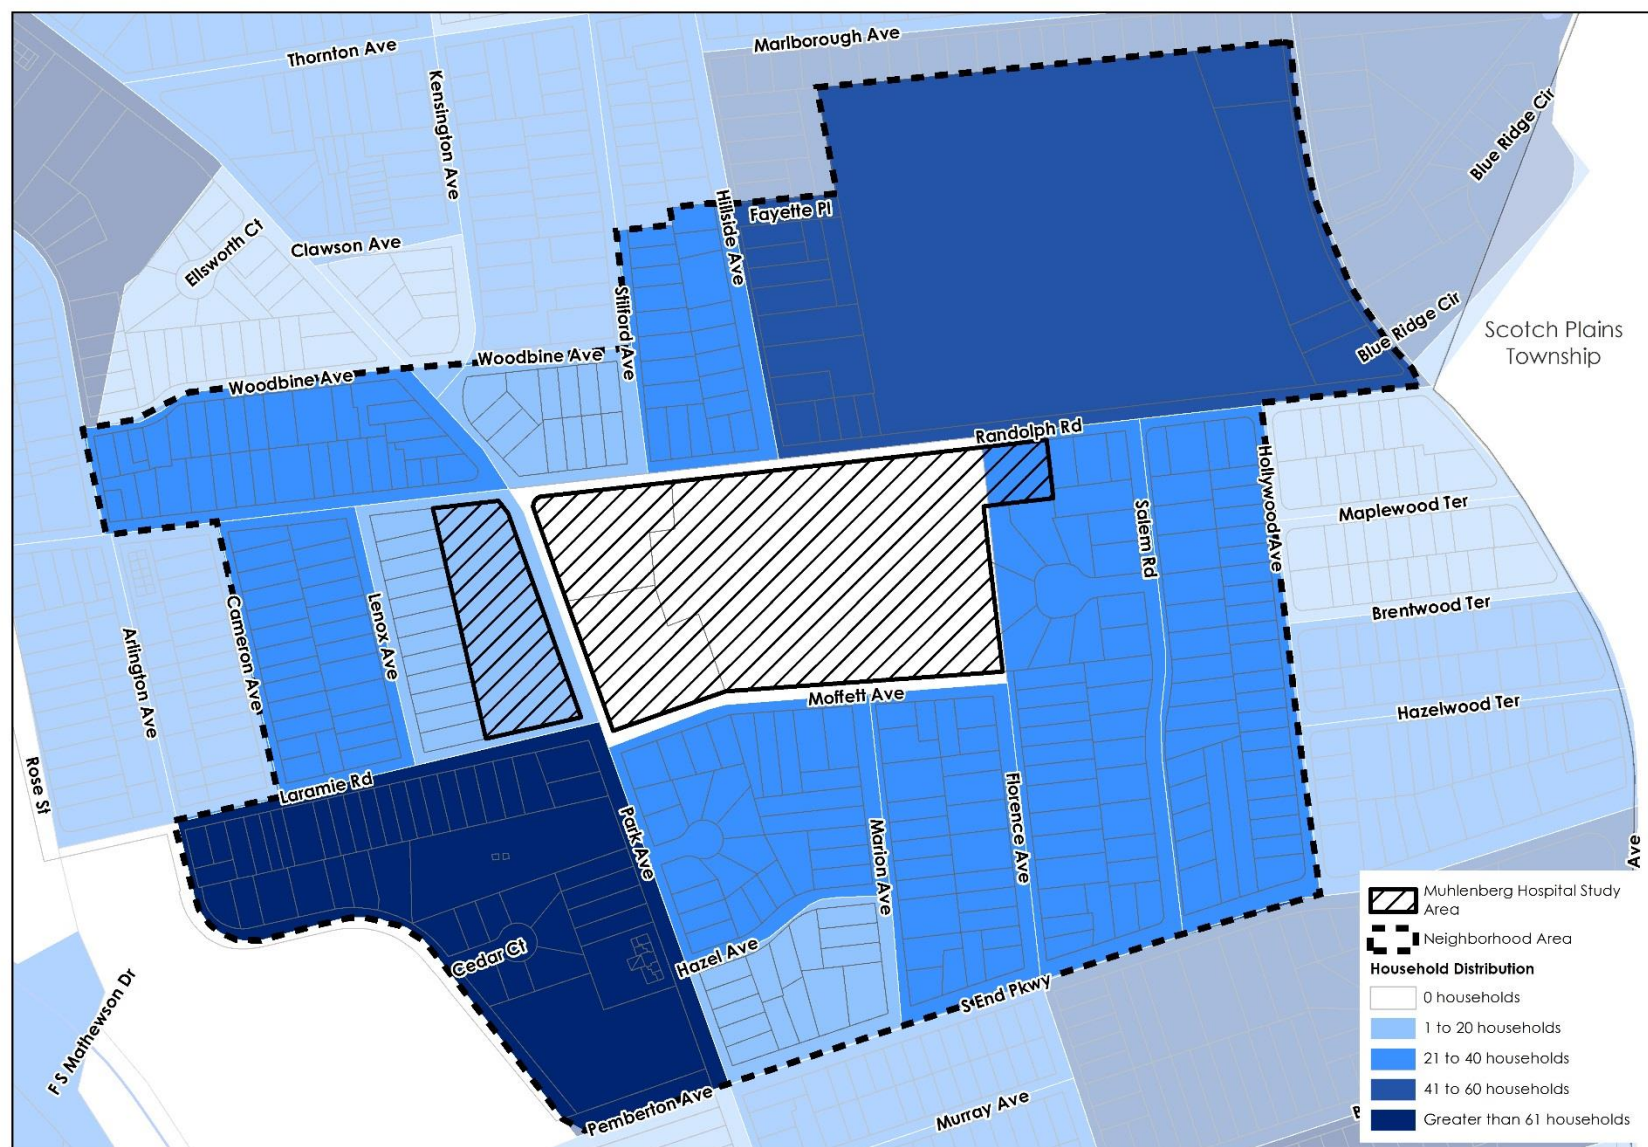 Thornton Ave
Marlborough Ave
Kensington Ave
Blue Ridge Cir
Hillside Ave
Fayette Pl
Ellsworth Ct
Clawson Ave
Stilford Ave
Blue Ridge Cir
Scotch Plains
Township
Woodbine Ave
Woodbine Ave
Randolph Rd
Hollywood Ave
Maplewood Ter
Salem Rd
Brentwood Ter
Lenox Ave
Cameron Ave
Arlington Ave
Moffett Ave
Hazelwood Ter
Rose St
Laramie Rd
Park Ave
Marion Ave
Florence Ave
Ave
Cedar Ct
Hazel Ave
S End Pkwy
F S Mathewson Dr
Pemberton Ave
Murray Ave
Muhlenberg Hospital Study
Area
Neighborhood Area
Household Distribution
0 households
1 to 20 households
21 to 40 households
41 to 60 households
Greater than 61 households